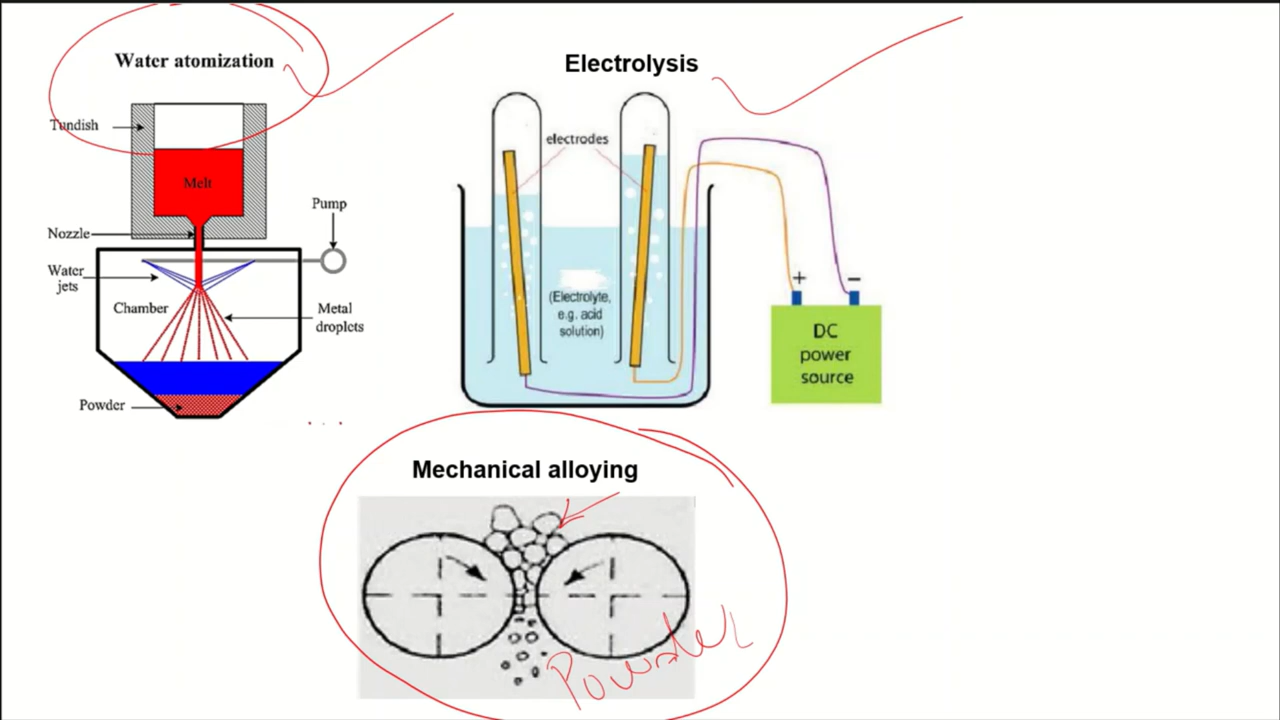 Water atomization
Tundish
Melt
Nozzle
Pump
Water
jets
Chamber
Metal
droplets
Powder
Electrolysis
electrodes
(Electrolyte,
e.g. acid
solution)
+
−
DC
power
source
Mechanical alloying
Powder